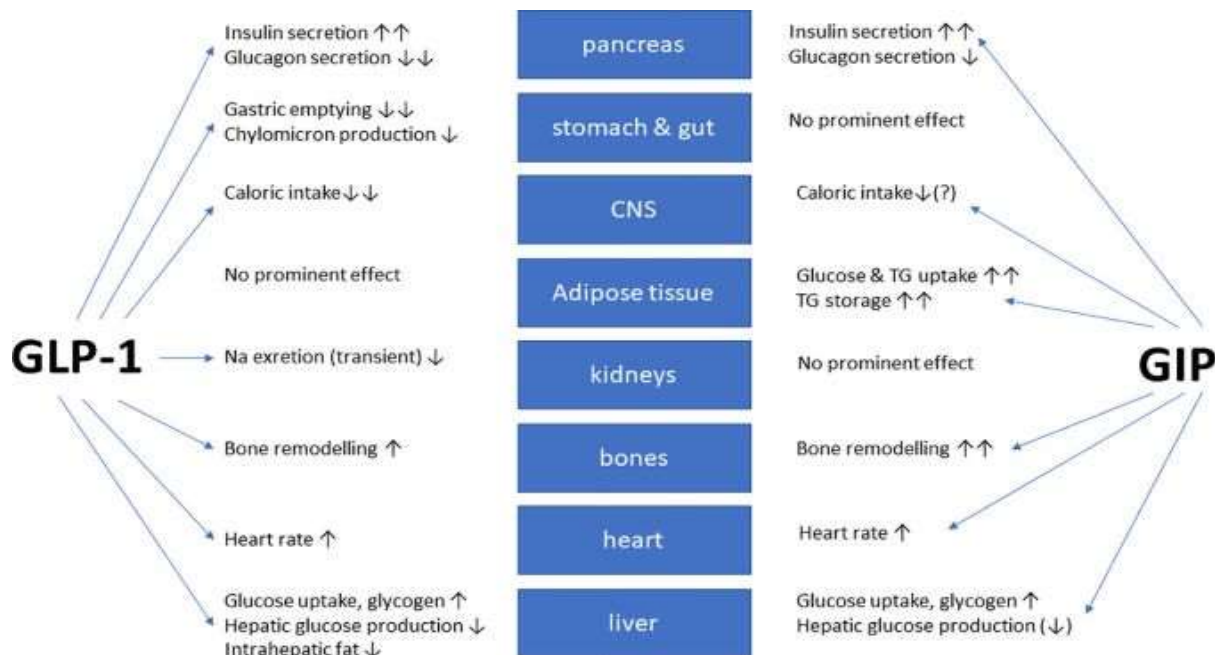 Insulin secretion ↑↑
Glucagon secretion ↓↓
pancreas
Insulin secretion ↑↑
Glucagon secretion ↓
Gastric emptying ↓↓
Chylomicron production ↓
stomach & gut
No prominent effect
Caloric intake↓↓
CNS
Caloric intake↓(?)
No prominent effect
Adipose tissue
Glucose & TG uptake ↑↑
TG storage ↑↑
GLP-1
Na exretion (transient) ↓
kidneys
No prominent effect
GIP
Bone remodelling ↑
bones
Bone remodelling ↑↑
Heart rate ↑
heart
Heart rate ↑
Glucose uptake, glycogen ↑
Hepatic glucose production ↓
Intrahepatic fat ↓
liver
Glucose uptake, glycogen ↑
Hepatic glucose production (↓)